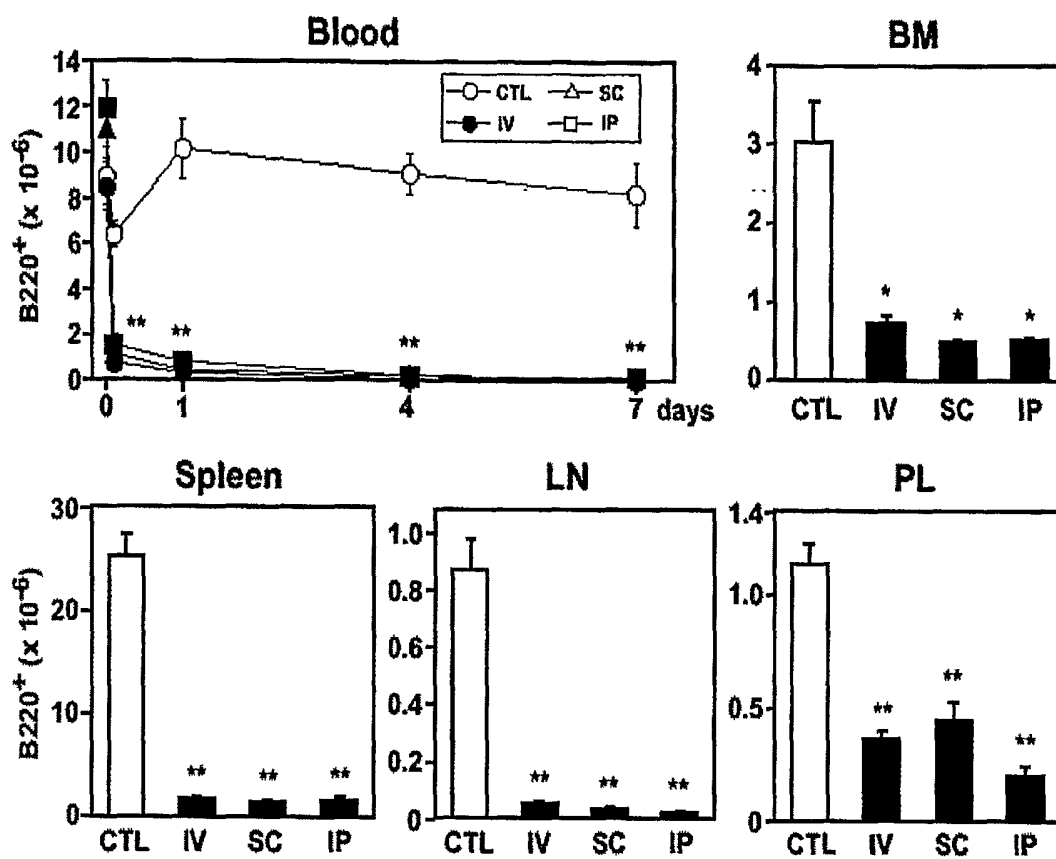 Blood
B220+ (x 10-6)
14
12
10
8
6
4
2
0
CTL
SC
IV
IP
**
**
**
**
0
1
4
7
days
BM
4
3
2
1
0
*
*
*
CTL
IV
SC
IP
Spleen
B220+ (x 10-6)
30
20
10
0
**
**
**
CTL
IV
SC
IP
LN
1.0
0.8
0.6
0.4
0.2
0
**
**
**
CTL
IV
SC
IP
PL
1.4
1.0
0.5
0
**
**
**
CTL
IV
SC
IP